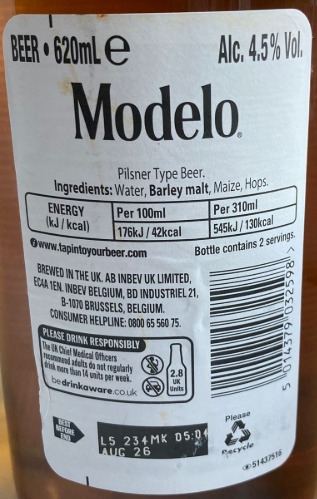 BEER • 620mL e Alc. 4.5% Vol.
Modelo
Pilsner Type Beer.
Ingredients: Water, Barley malt, Maize, Hops.
ENERGY (kJ / kcal) Per 100ml Per 310ml
176kJ / 42kcal 545kJ / 130kcal
www.tapintoyourbeer.com Bottle contains 2 servings.
BREWED IN THE UK. AB INBEV UK LIMITED,
EC4A 1EN. INBEV BELGIUM, BD INDUSTRIEL 21,
B-1070 BRUSSELS, BELGIUM.
CONSUMER HELPLINE: 0800 65 560 75.
PLEASE DRINK RESPONSIBLY
The UK Chief Medical Officers
recommend adults do not regularly
drink more than 14 units per week.
bedrinkaware.co.uk
2.8
UK
Units
5 014379 032598 >
BEST
BEFORE
END
L5 234MK 05:04
AUG 26
Please
Recycle
51437516